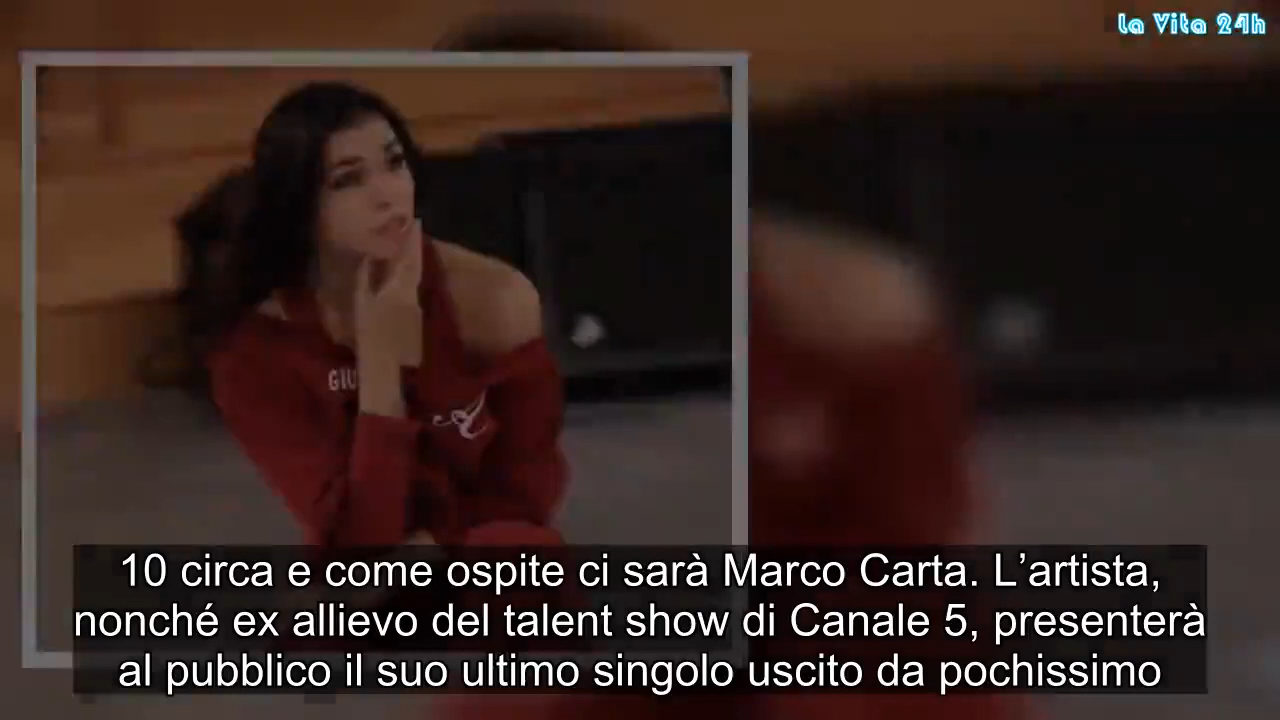 La Vita 24h
GIU
10 circa e come ospite ci sarà Marco Carta. L’artista,
nonché ex allievo del talent show di Canale 5, presenterà
al pubblico il suo ultimo singolo uscito da pochissimo